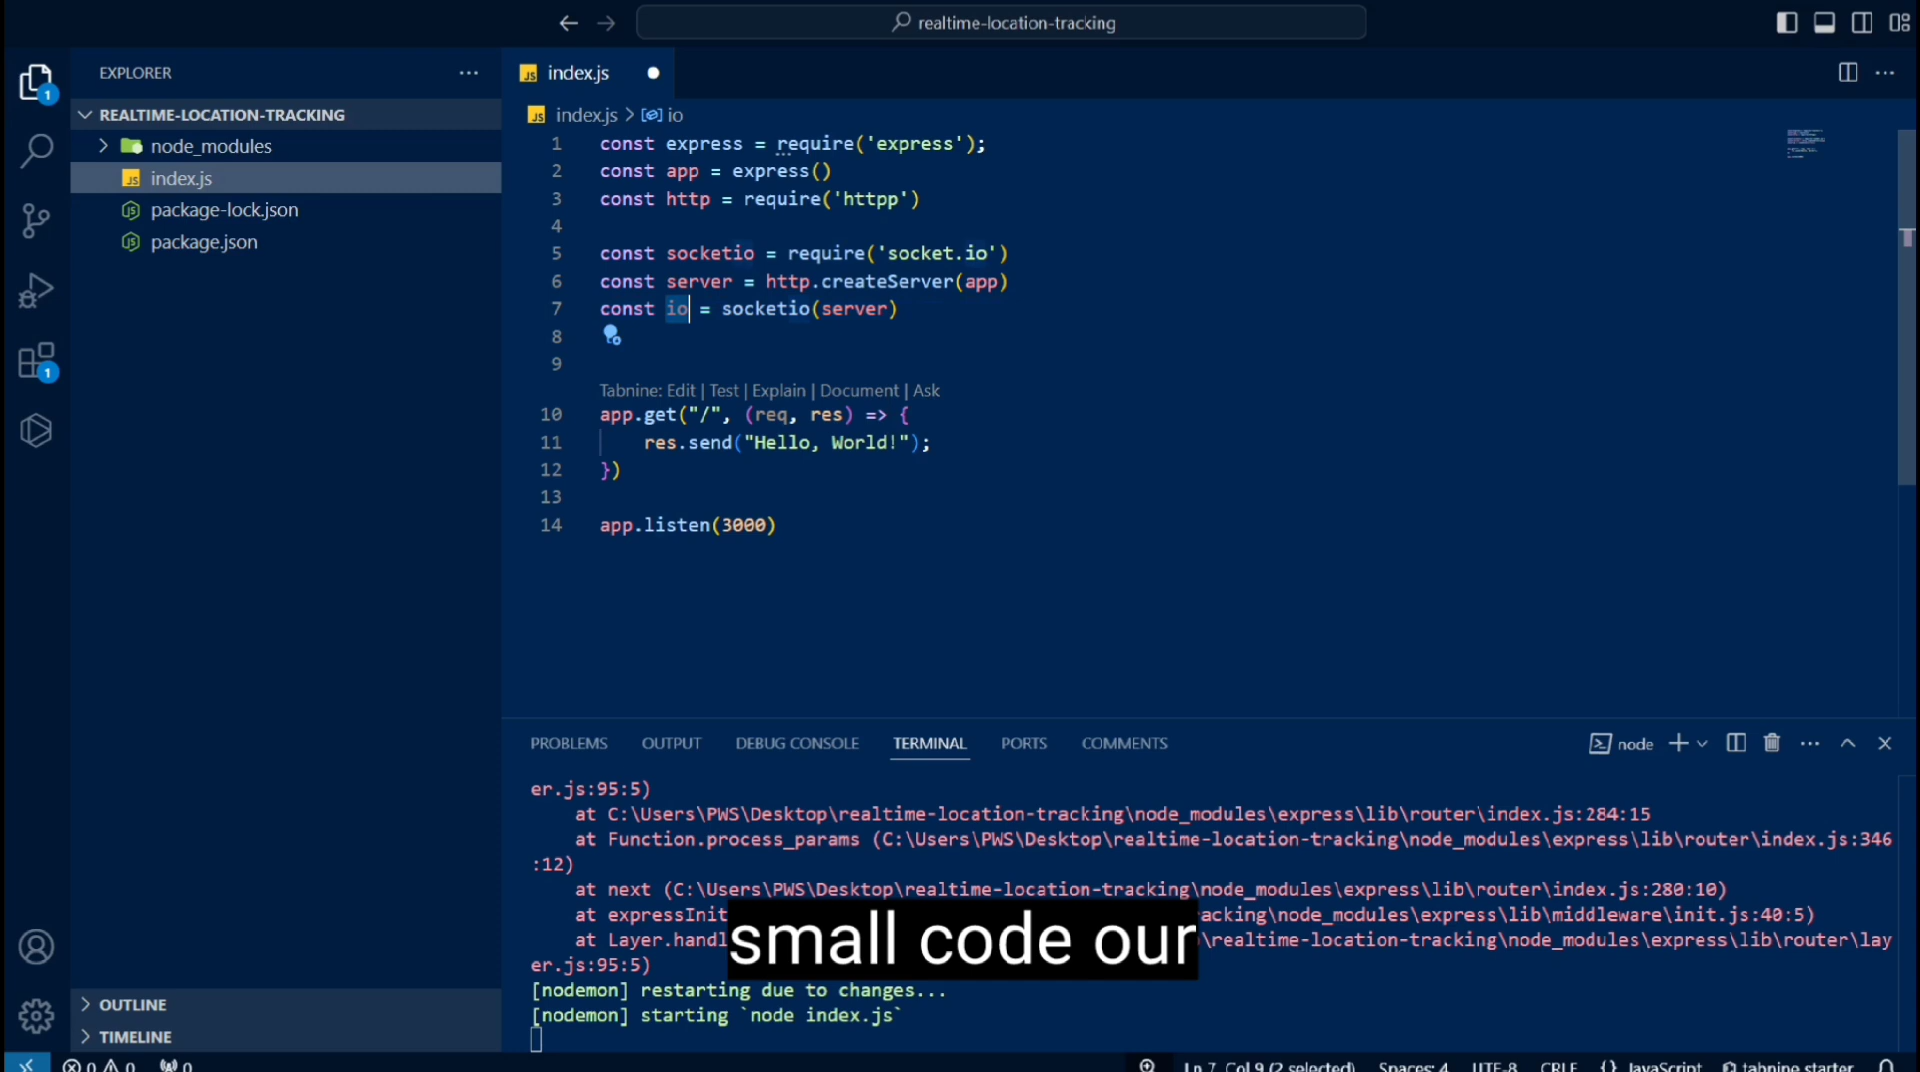 realtime-location-tracking
EXPLORER
index.js
REALTIME-LOCATION-TRACKING
index.js > io
node_modules
index.js
package-lock.json
package.json
1 const express = require('express');
2 const app = express()
3 const http = require('httpp')
4
5 const socketio = require('socket.io')
6 const server = http.createServer(app)
7 const io = socketio(server)
8
9
Tabnine: Edit | Test | Explain | Document | Ask
10 app.get("/", (req, res) => {
11 res.send("Hello, World!");
12 })
13
14 app.listen(3000)
PROBLEMS OUTPUT DEBUG CONSOLE TERMINAL PORTS COMMENTS
node
er.js:95:5)
at C:\Users\PWS\Desktop\realtime-location-tracking\node_modules\express\lib\router\index.js:284:15
at Function.process_params (C:\Users\PWS\Desktop\realtime-location-tracking\node_modules\express\lib\router\index.js:346
:12)
at next (C:\Users\PWS\Desktop\realtime-location-tracking\node_modules\express\lib\router\index.js:280:10)
at expressInit acking\node_modules\express\lib\middleware\init.js:40:5)
at Layer.handl \realtime-location-tracking\node_modules\express\lib\router\lay
er.js:95:5)
small code our
[nodemon] restarting due to changes...
[nodemon] starting `node index.js`
OUTLINE
TIMELINE
1
1
0 0 0
Ln 7, Col 9 (2 selected) Spaces: 4 UTF-8 CRLF {} JavaScript tabnine starter